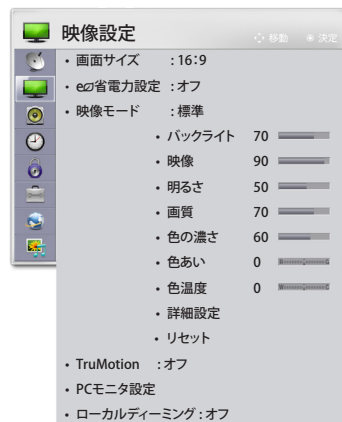 映像設定
移動 決定
・画面サイズ : 16:9
・e省電力設定 : オフ
・映像モード : 標準
・バックライト 70
・映像 90
・明るさ 50
・画質 70
・色の濃さ 60
・色あい 0 R G
・色温度 0 W C
・詳細設定
・リセット
・TruMotion : オフ
・PCモニタ設定
・ローカルディーミング : オフ